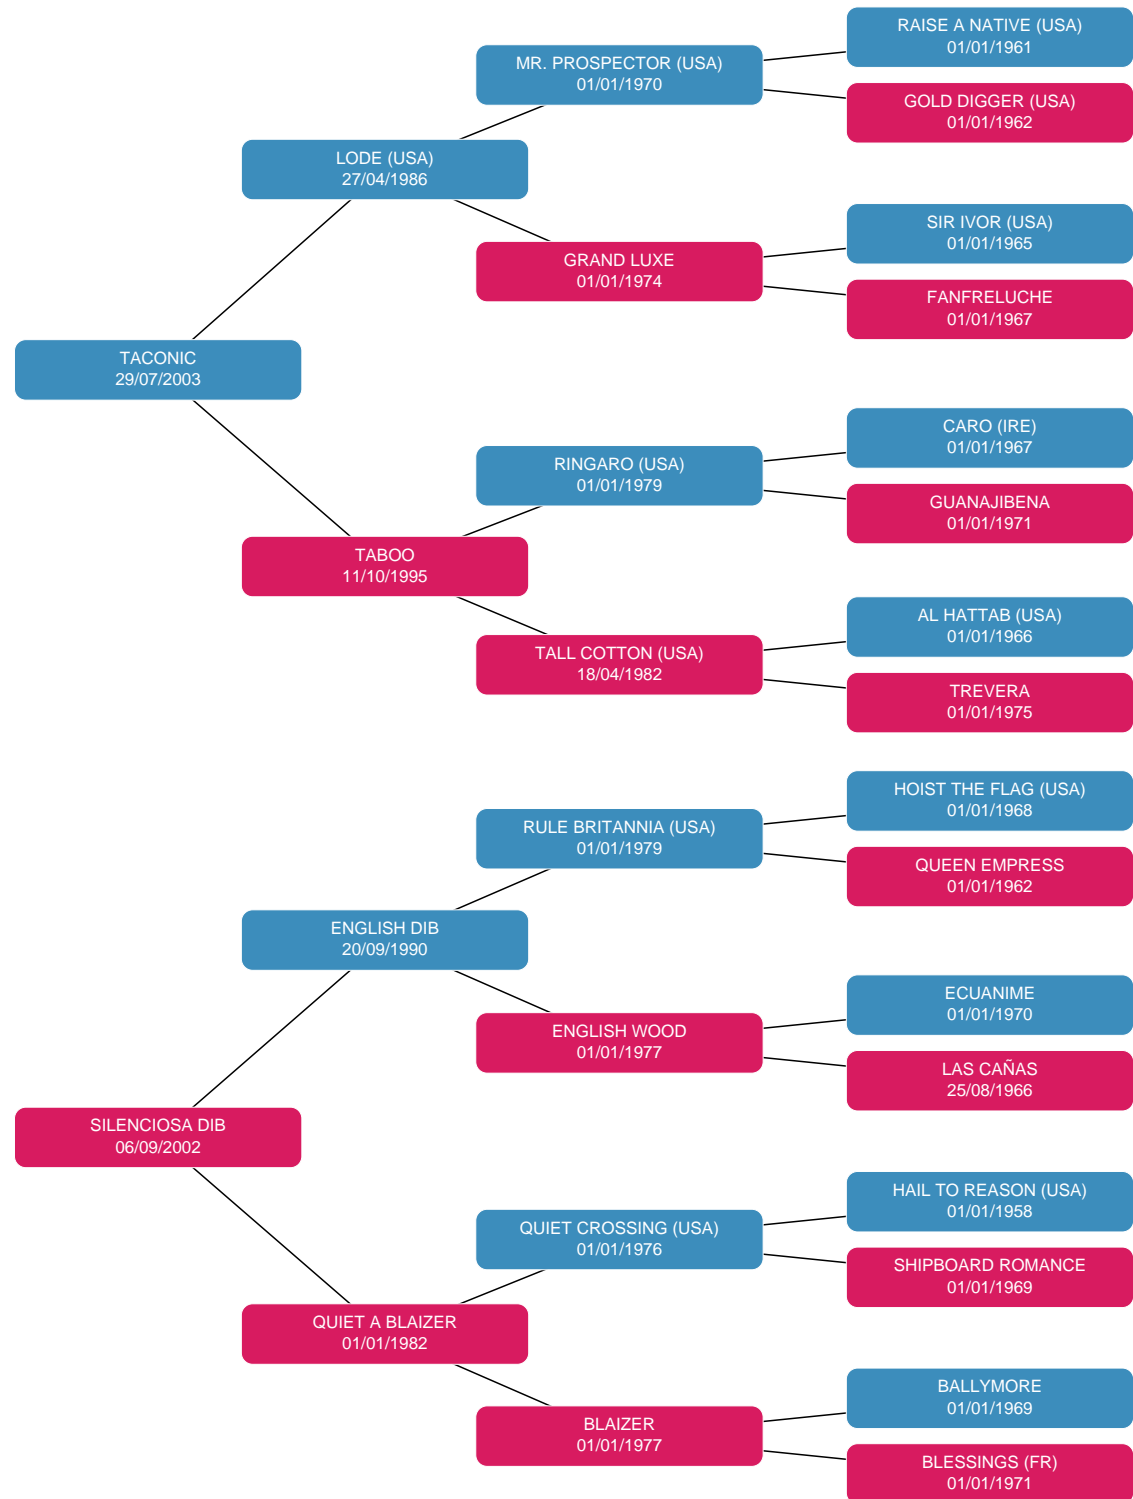 RAISE A NATIVE (USA)
01/01/1961
MR. PROSPECTOR (USA)
01/01/1970
GOLD DIGGER (USA)
01/01/1962
LODE (USA)
27/04/1986
SIR IVOR (USA)
01/01/1965
GRAND LUXE
01/01/1974
FANFRELUCHE
01/01/1967
TACONIC
29/07/2003
CARO (IRE)
01/01/1967
RINGARO (USA)
01/01/1979
GUANAJIBENA
01/01/1971
TABOO
11/10/1995
AL HATTAB (USA)
01/01/1966
TALL COTTON (USA)
18/04/1982
TREVERA
01/01/1975
HOIST THE FLAG (USA)
01/01/1968
RULE BRITANNIA (USA)
01/01/1979
QUEEN EMPRESS
01/01/1962
ENGLISH DIB
20/09/1990
ECUANIME
01/01/1970
ENGLISH WOOD
01/01/1977
LAS CAÑAS
25/08/1966
SILENCIOSA DIB
06/09/2002
HAIL TO REASON (USA)
01/01/1958
QUIET CROSSING (USA)
01/01/1976
SHIPBOARD ROMANCE
01/01/1969
QUIET A BLAIZER
01/01/1982
BALLYMORE
01/01/1969
BLAIZER
01/01/1977
BLESSINGS (FR)
01/01/1971